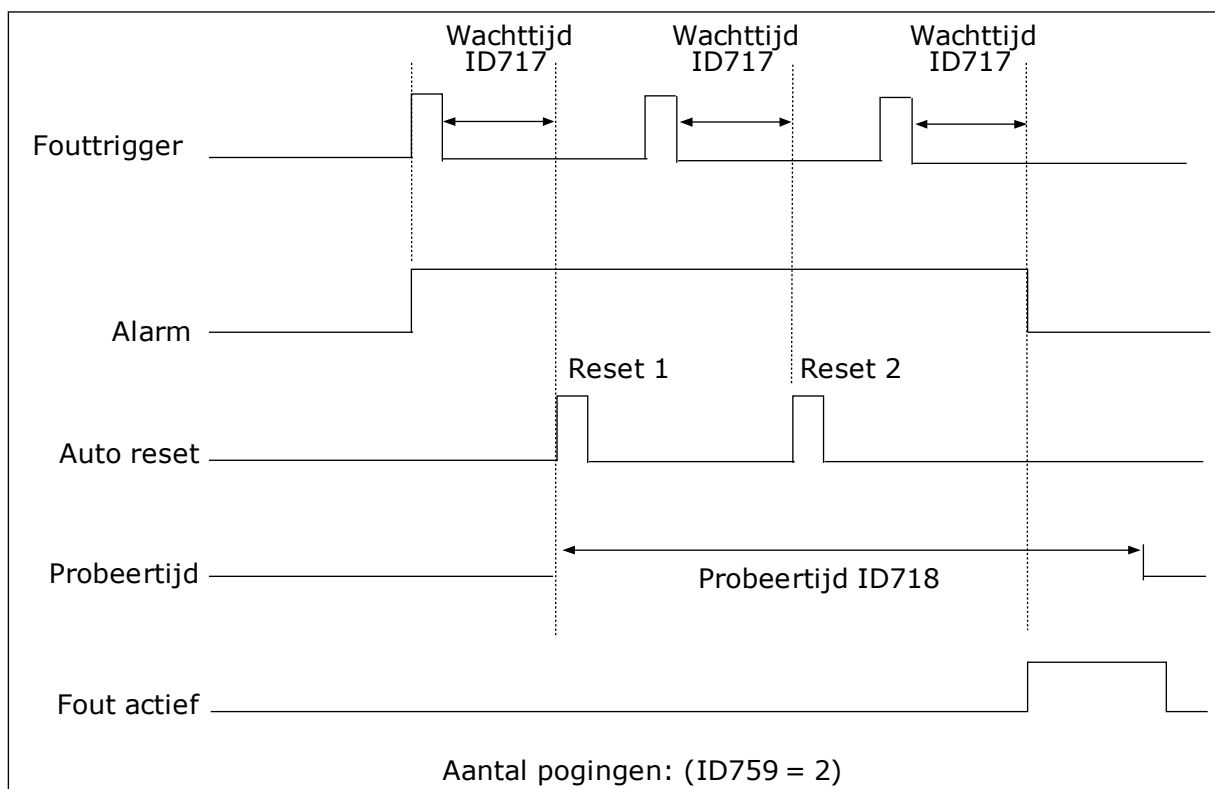 Wachttijd
ID717
Wachttijd
ID717
Wachttijd
ID717
Fouttrigger
Alarm
Reset 1
Reset 2
Auto reset
Probeertijd
Probeertijd ID718
Fout actief
Aantal pogingen: (ID759 = 2)